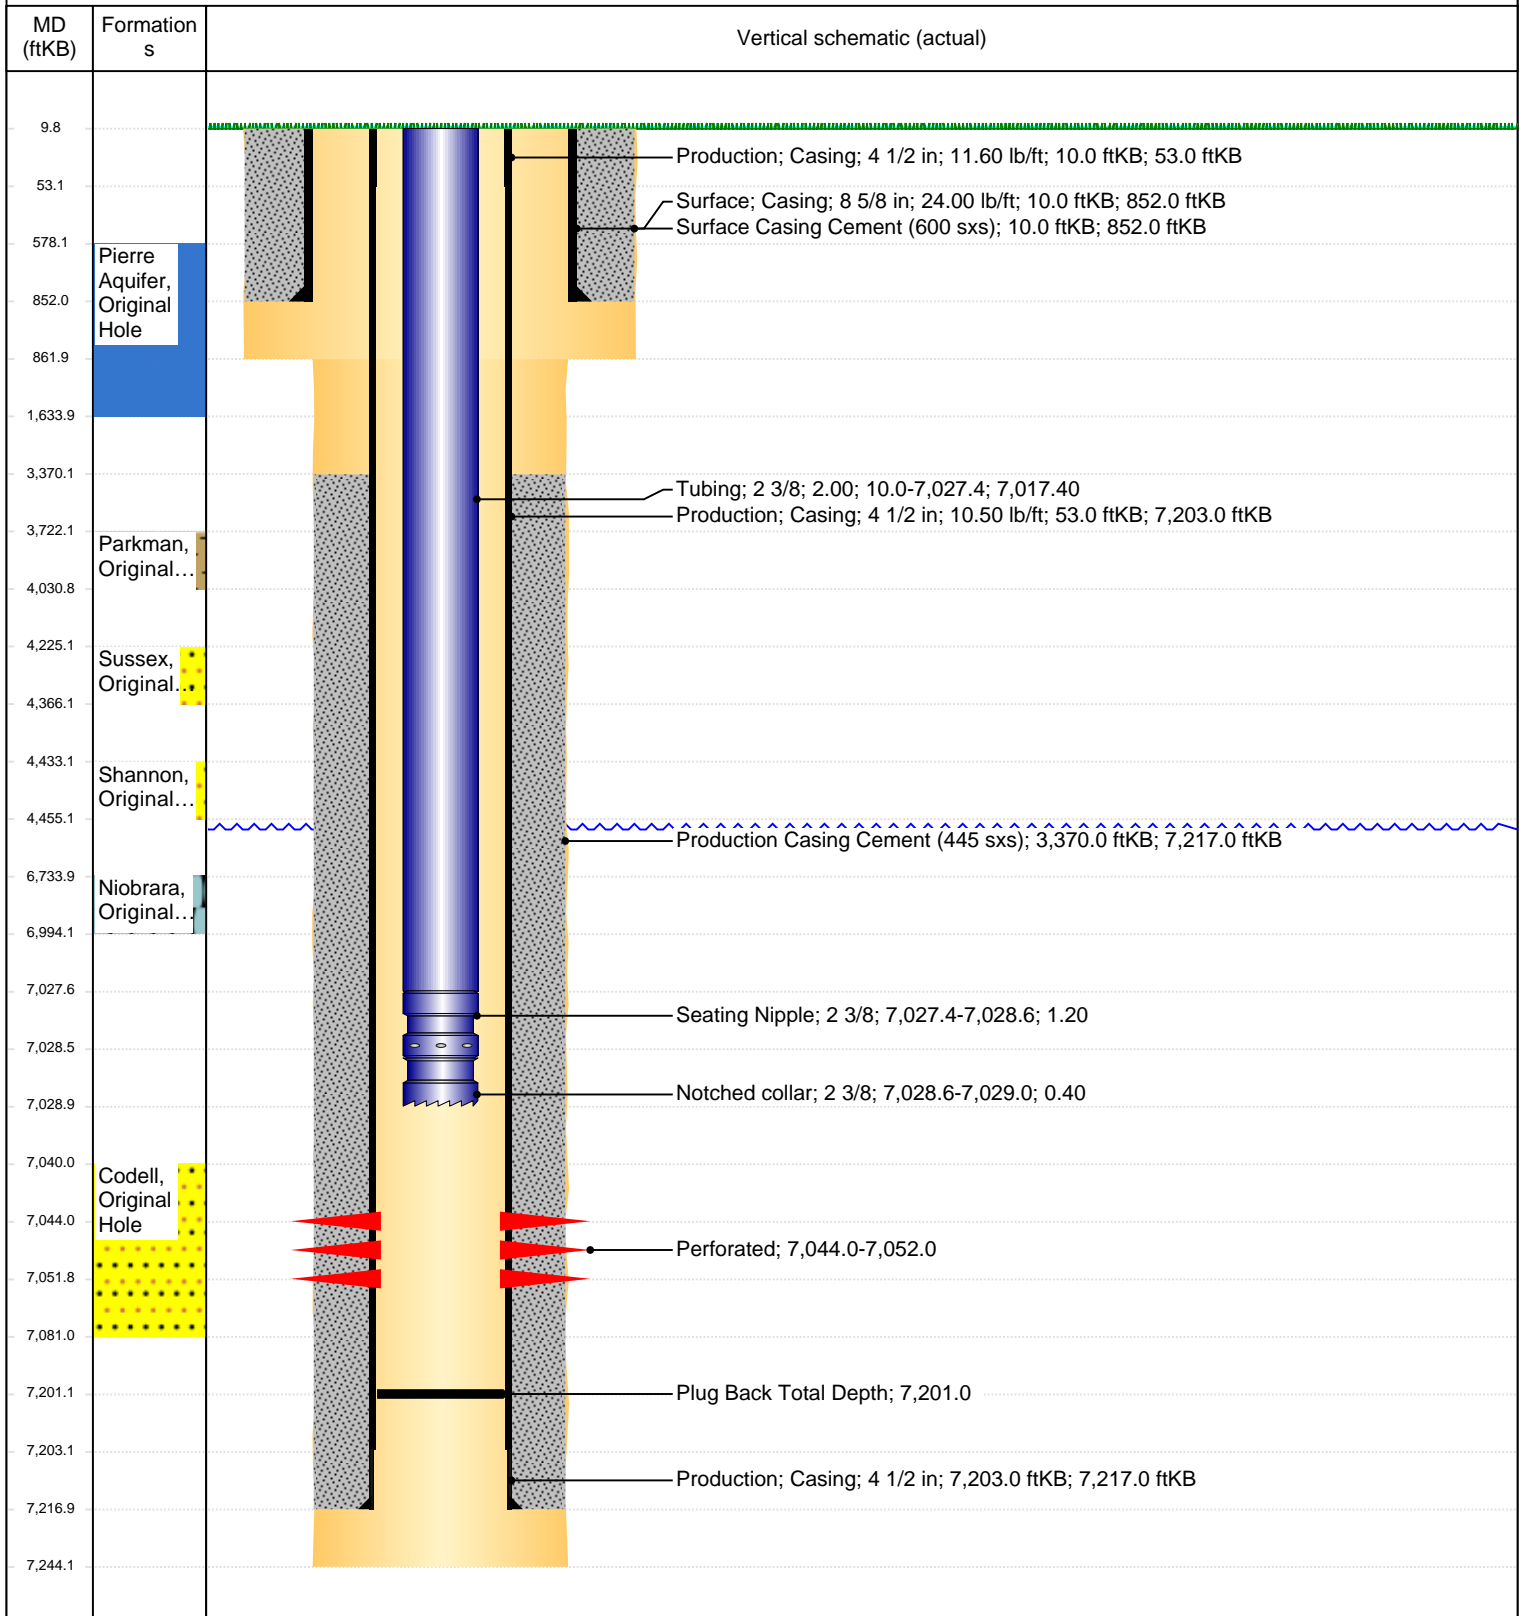 MD
(ftKB)
Formation
s
Vertical schematic (actual)
9.8
Production; Casing; 4 1/2 in; 11.60 lb/ft; 10.0 ftKB; 53.0 ftKB
53.1
Surface; Casing; 8 5/8 in; 24.00 lb/ft; 10.0 ftKB; 852.0 ftKB
Surface Casing Cement (600 sxs); 10.0 ftKB; 852.0 ftKB
578.1
Pierre
Aquifer,
Original
Hole
852.0
861.9
1,633.9
3,370.1
Tubing; 2 3/8; 2.00; 10.0-7,027.4; 7,017.40
Production; Casing; 4 1/2 in; 10.50 lb/ft; 53.0 ftKB; 7,203.0 ftKB
3,722.1
Parkman,
Original…
4,030.8
4,225.1
Sussex,
Original…
4,366.1
4,433.1
Shannon,
Original…
4,455.1
Production Casing Cement (445 sxs); 3,370.0 ftKB; 7,217.0 ftKB
6,733.9
Niobrara,
Original…
6,994.1
7,027.6
Seating Nipple; 2 3/8; 7,027.4-7,028.6; 1.20
7,028.5
Notched collar; 2 3/8; 7,028.6-7,029.0; 0.40
7,028.9
7,040.0
Codell,
Original
Hole
7,044.0
Perforated; 7,044.0-7,052.0
7,051.8
7,081.0
7,201.1
Plug Back Total Depth; 7,201.0
7,203.1
Production; Casing; 4 1/2 in; 7,203.0 ftKB; 7,217.0 ftKB
7,216.9
7,244.1